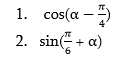 1. cos(α − π/4)
2. sin(π/6 + α)